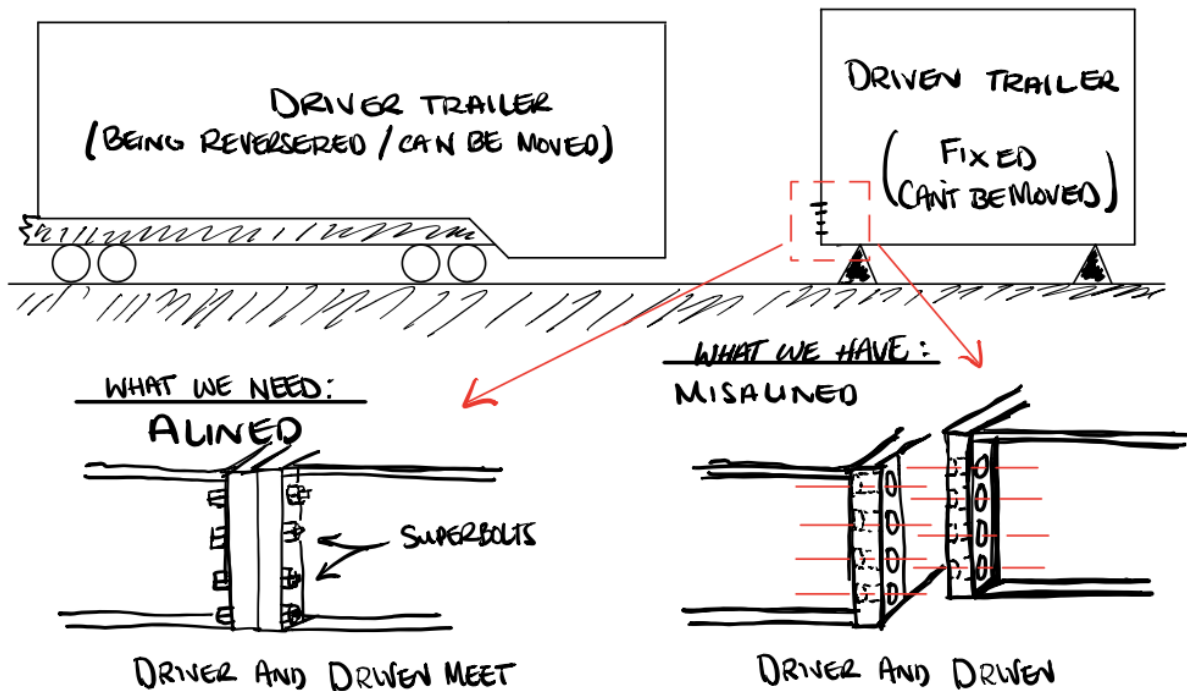 DRIVER TRAILER
(BEING REVERSERED / CAN BE MOVED)
DRIVEN TRAILER
(FIXED
CAN'T BE MOVED)
WHAT WE NEED:
ALINED
SUPERBOLTS
DRIVER AND DRIVEN MEET
WHAT WE HAVE:
MISALINED
DRIVER AND DRIVEN